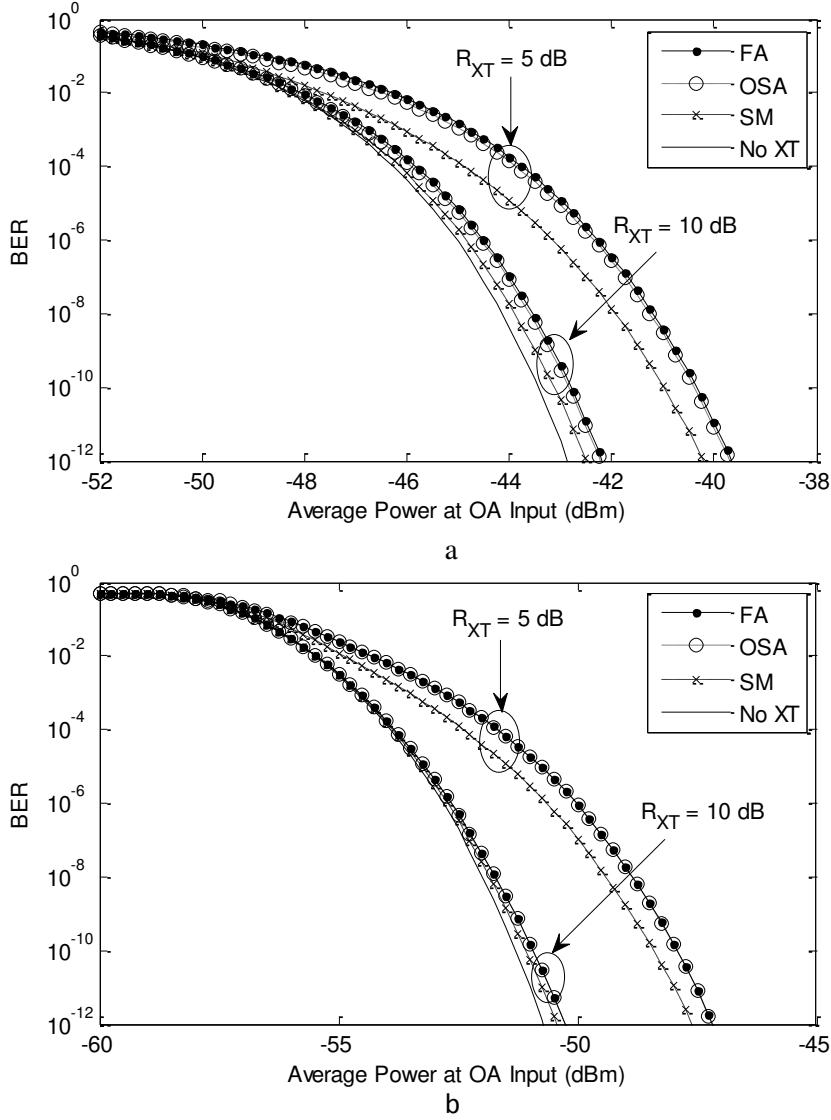 10^0
10^-2
10^-4
10^-6
10^-8
10^-10
10^-12
BER
R_XT = 5 dB
R_XT = 10 dB
FA
OSA
SM
No XT
-52 -50 -48 -46 -44 -42 -40 -38
Average Power at OA Input (dBm)
a
10^0
10^-2
10^-4
10^-6
10^-8
10^-10
10^-12
BER
R_XT = 5 dB
R_XT = 10 dB
FA
OSA
SM
No XT
-60 -55 -50 -45
Average Power at OA Input (dBm)
b